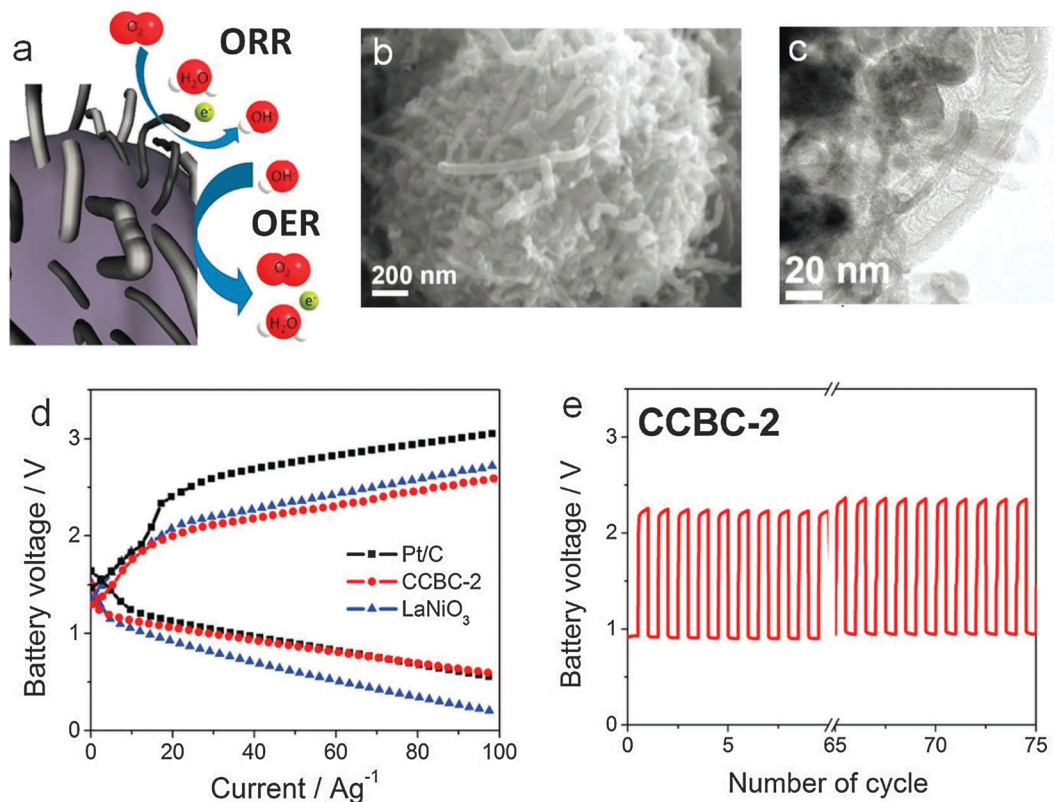 a
O₂
ORR
H₂O
e⁻
OH
OH
OER
O₂
e⁻
H₂O
b
200 nm
c
20 nm
d
Battery voltage / V
3
2
1
0
Pt/C
CCBC-2
LaNiO₃
0 20 40 60 80 100
Current / Ag⁻¹
e
CCBC-2
Battery voltage / V
3
2
1
0
0 5 65 70 75
Number of cycle